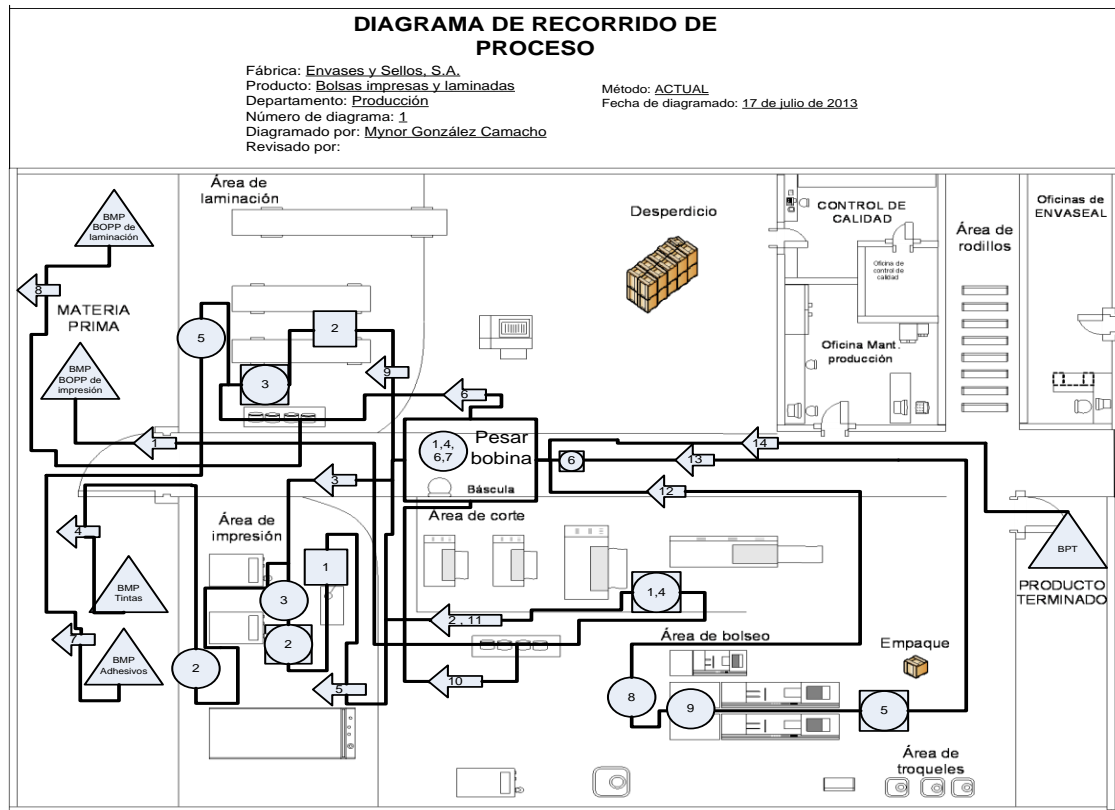 DIAGRAMA DE RECORRIDO DE
PROCESO
Fábrica: Envases y Sellos, S.A.
Producto: Bolsas impresas y laminadas
Departamento: Producción
Número de diagrama: 1
Diagramado por: Mynor González Camacho
Revisado por:
Método: ACTUAL
Fecha de diagramado: 17 de julio de 2013
Área de
laminación
BMP
BOPP de
laminación
8
MATERIA
PRIMA
BMP
BOPP de
impresión
5
2
3
9
6
Desperdicio
CONTROL DE
CALIDAD
Oficina de
control de
calidad
Oficina Mant.
producción
Área de
rodillos
Oficinas de
ENVASEAL
1
1,4,
6,7
Pesar
bobina
Báscula
6
14
13
12
3
4
Área de
impresión
BMP
Tintas
7
BMP
Adhesivos
2
1
3
2
5
Área de corte
1,4
2 , 11
10
Área de bolseo
8
9
5
Empaque
BPT
PRODUCTO
TERMINADO
Área de
troqueles